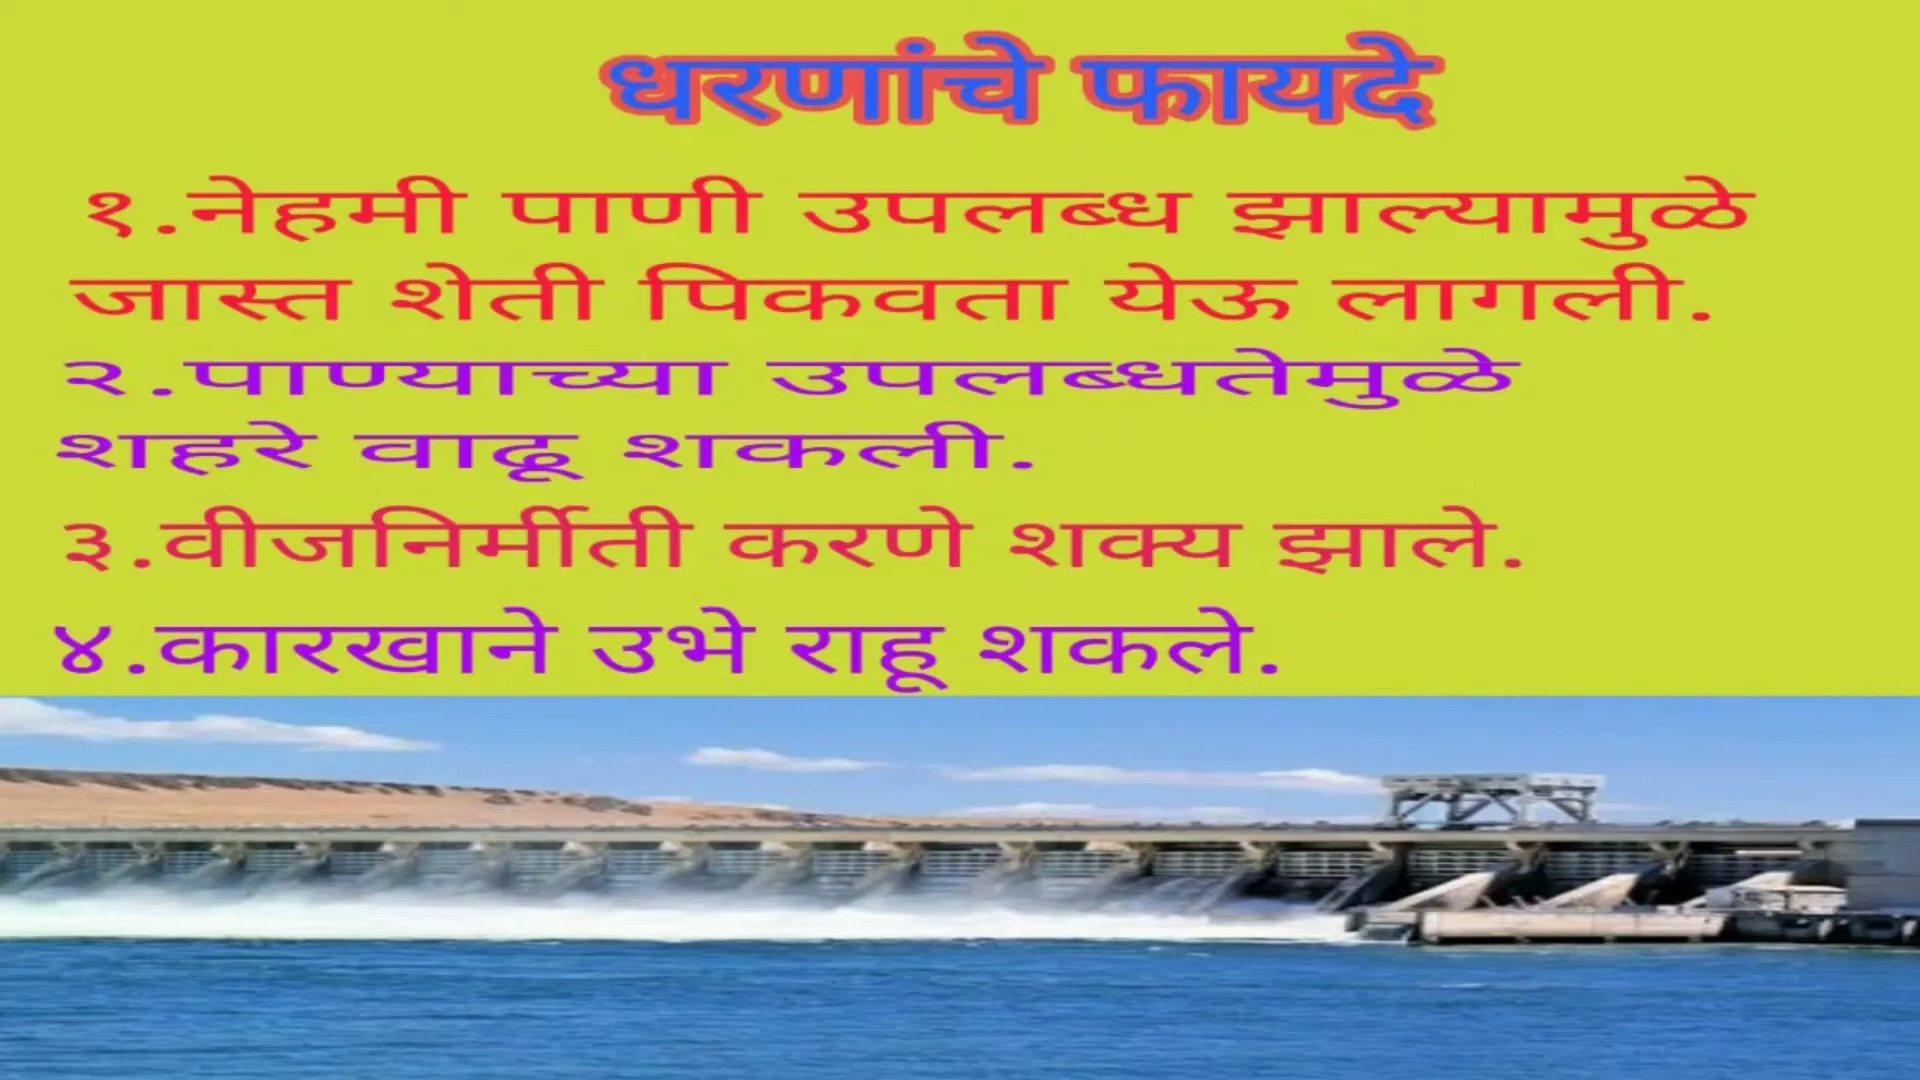 धरणांचे फायदे
१.नेहमी पाणी उपलब्ध झाल्यामुळे
जास्त शेती पिकवता येऊ लागली.
२.पाण्याच्या उपलब्धतेमुळे
शहरे वाढू शकली.
३.वीजनिर्मीती करणे शक्य झाले.
४.कारखाने उभे राहू शकले.